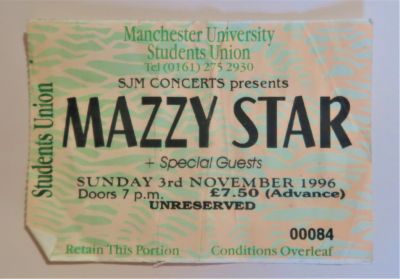 Manchester University
Students Union
Tel (0161) 275 2930
SJM CONCERTS presents
MAZZY STAR
+ Special Guests
SUNDAY 3rd NOVEMBER 1996
Doors 7 p.m. £7.50 (Advance)
UNRESERVED
00084
Retain This Portion Conditions Overleaf
Students Union